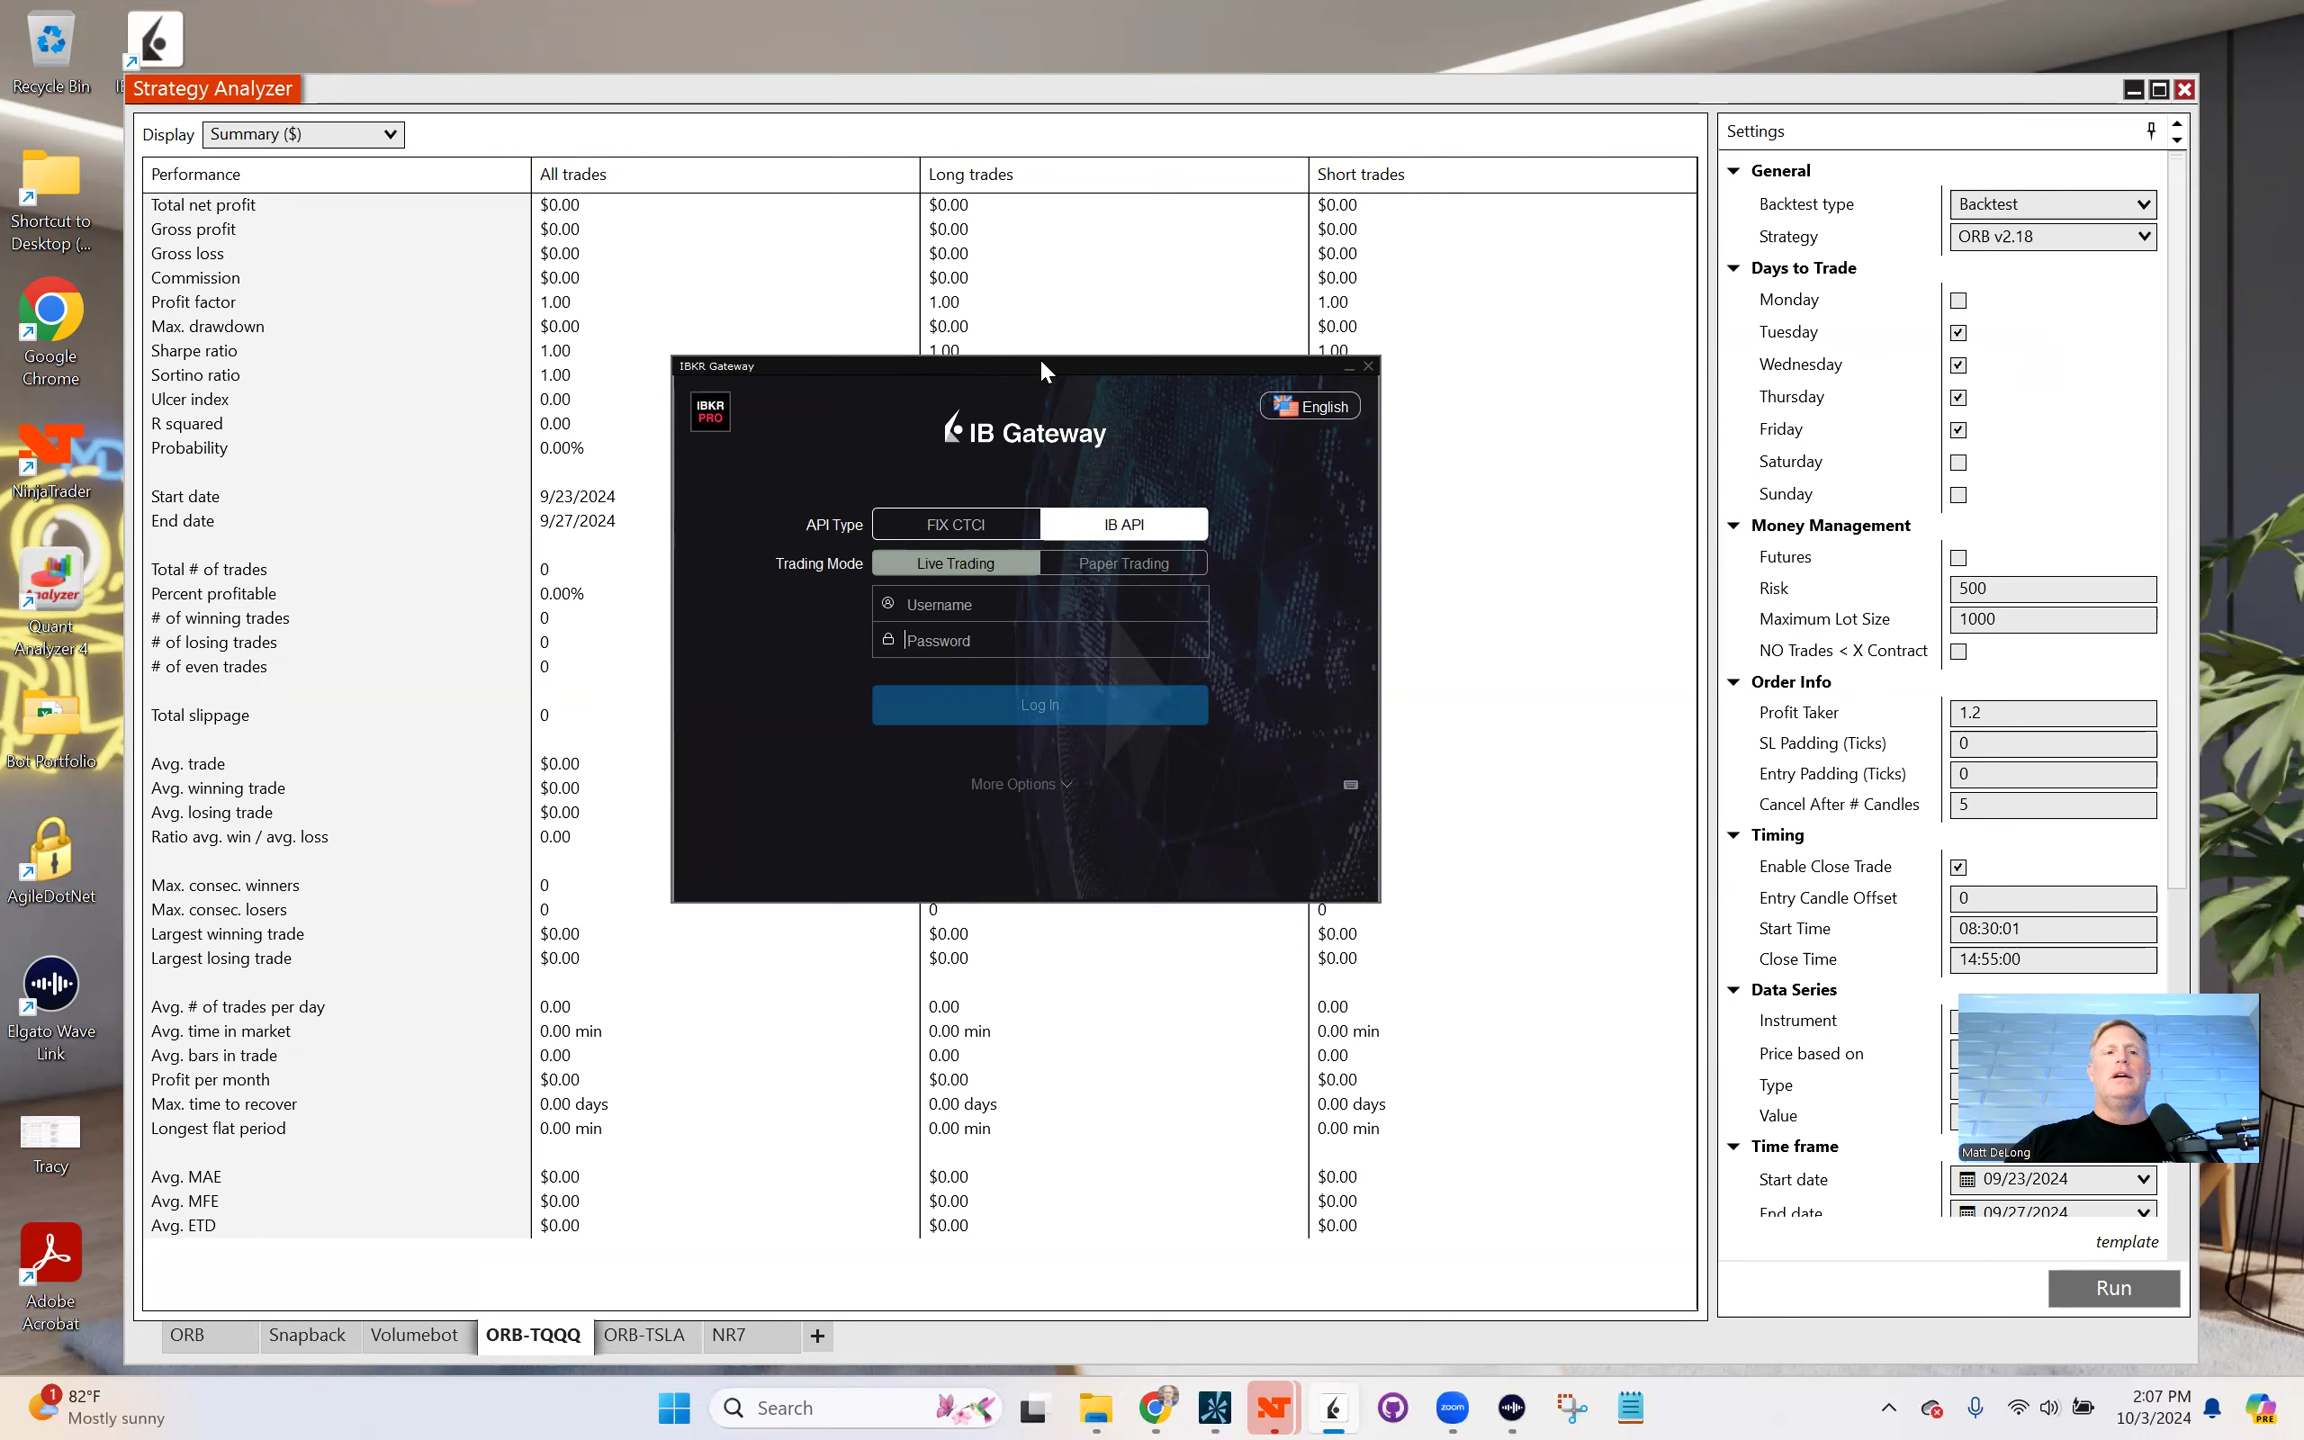 Recycle Bin
Shortcut to
Desktop (...
Google
Chrome
NinjaTrader
Analyzer
Quant
Analyzer 4
Bot Portfolio
AgileDotNet
Elgato Wave
Link
Tracy
Adobe
Acrobat
Strategy Analyzer
Display Summary ($)
Performance All trades Long trades Short trades
Total net profit $0.00 $0.00 $0.00
Gross profit $0.00 $0.00 $0.00
Gross loss $0.00 $0.00 $0.00
Commission $0.00 $0.00 $0.00
Profit factor 1.00 1.00 1.00
Max. drawdown $0.00 $0.00 $0.00
Sharpe ratio 1.00 1.00 1.00
Sortino ratio 1.00
Ulcer index 0.00
R squared 0.00
Probability 0.00%
Start date 9/23/2024
End date 9/27/2024
Total # of trades 0
Percent profitable 0.00%
# of winning trades 0
# of losing trades 0
# of even trades 0
Total slippage 0
Avg. trade $0.00
Avg. winning trade $0.00
Avg. losing trade $0.00
Ratio avg. win / avg. loss 0.00
Max. consec. winners 0
Max. consec. losers 0 0 0
Largest winning trade $0.00 $0.00 $0.00
Largest losing trade $0.00 $0.00 $0.00
Avg. # of trades per day 0.00 0.00 0.00
Avg. time in market 0.00 min 0.00 min 0.00 min
Avg. bars in trade 0.00 0.00 0.00
Profit per month $0.00 $0.00 $0.00
Max. time to recover 0.00 days 0.00 days 0.00 days
Longest flat period 0.00 min 0.00 min 0.00 min
Avg. MAE $0.00 $0.00 $0.00
Avg. MFE $0.00 $0.00 $0.00
Avg. ETD $0.00 $0.00 $0.00
ORB Snapback Volumebot ORB-TQQQ ORB-TSLA NR7 +
IBKR Gateway
IBKR
PRO
English
IB Gateway
API Type FIX CTCI IB API
Trading Mode Live Trading Paper Trading
Username
Password
Log In
More Options
Settings
General
Backtest type Backtest
Strategy ORB v2.18
Days to Trade
Monday
Tuesday
Wednesday
Thursday
Friday
Saturday
Sunday
Money Management
Futures
Risk 500
Maximum Lot Size 1000
NO Trades < X Contract
Order Info
Profit Taker 1.2
SL Padding (Ticks) 0
Entry Padding (Ticks) 0
Cancel After # Candles 5
Timing
Enable Close Trade
Entry Candle Offset 0
Start Time 08:30:01
Close Time 14:55:00
Data Series
Instrument
Price based on
Type
Value
Matt DeLong
Time frame
Start date 09/23/2024
End date 09/27/2024
template
Run
1
82°F
Mostly sunny
Search
zoom
2:07 PM
10/3/2024
PRE